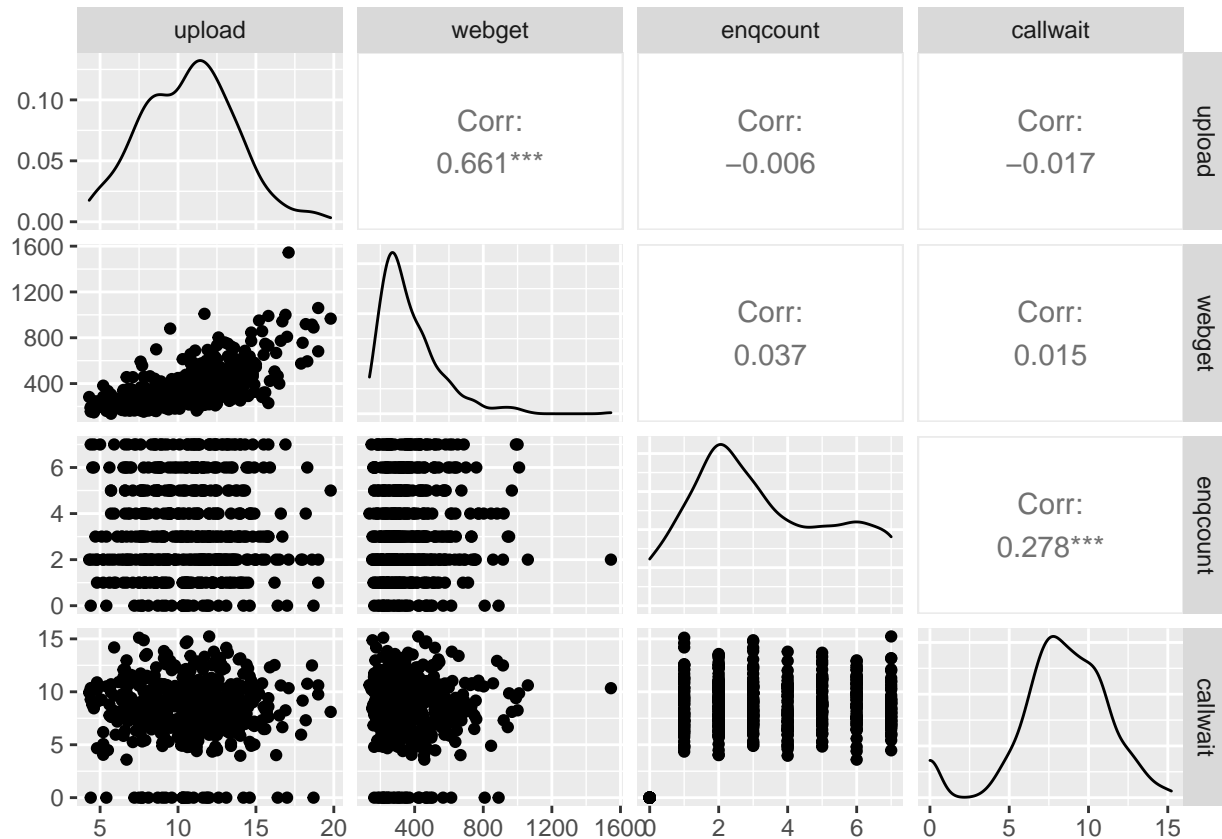 upload webget enqcount callwait
0.10
0.05
0.00
Corr:
0.661***
Corr:
−0.006
Corr:
−0.017
upload
1600
1200
800
400
Corr:
0.037
Corr:
0.015
webget
6
4
2
0
Corr:
0.278***
enqcount
15
10
5
0
callwait
5 10 15 20 400 800 1200 1600 0 2 4 6 0 5 10 15